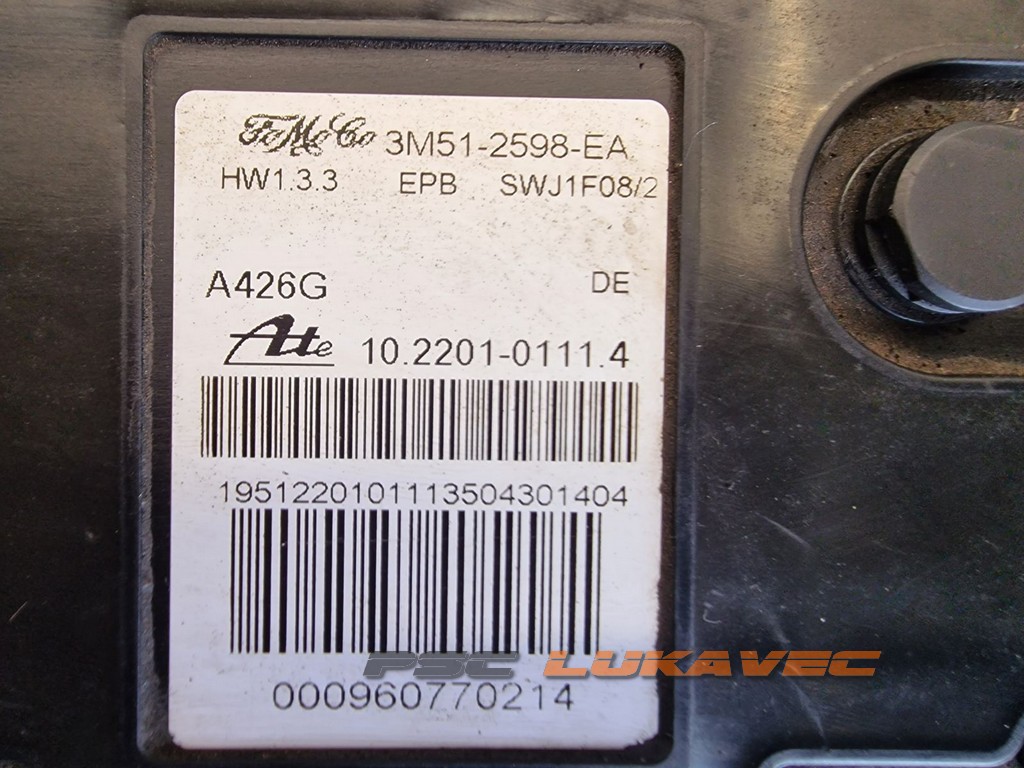 FoMoCo 3M51-2598-EA
HW1.3.3 EPB SWJ1F08/2
A426G DE
Ate 10.2201-0111.4
1951220101113504301404
PSC LUKAVEC
000960770214